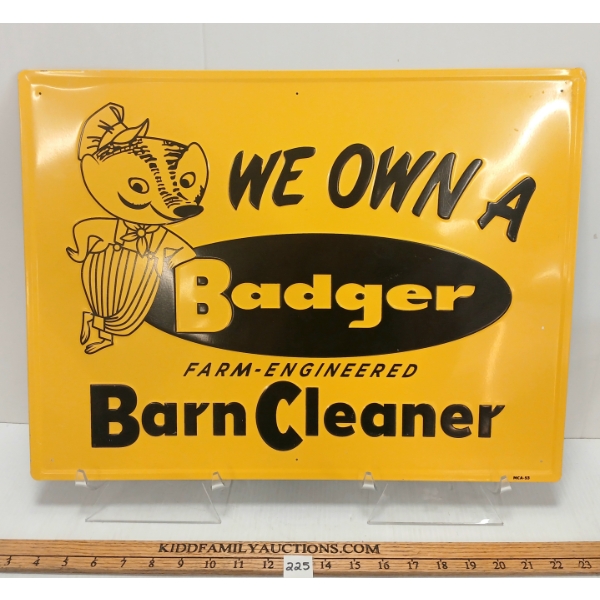 WE OWN A
Badger
FARM-ENGINEERED
Barn Cleaner
KIDDFAMILYAUCTIONS.COM
3 4 5 6 7 8 9 10 11 12 225 14 15 16 17 18 19 20 21 22 23